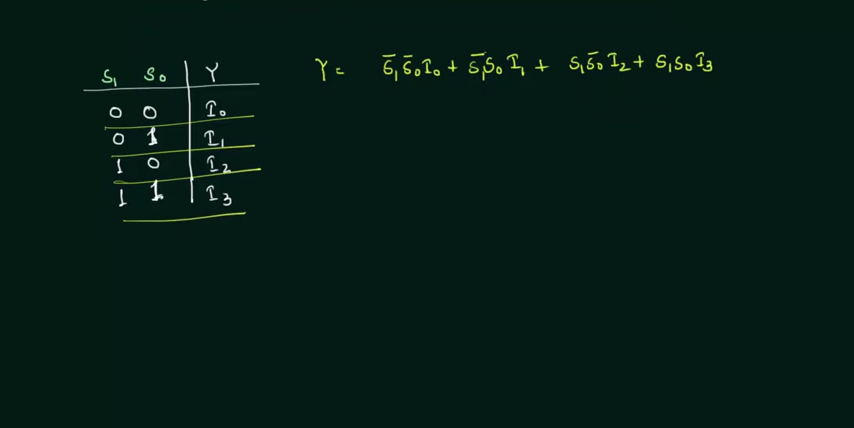 S₁ S₀ Y
0 0 I₀
0 1 I₁
1 0 I₂
1 1 I₃
Y = S̅₁S̅₀I₀ + S̅₁S₀I₁ + S₁S̅₀I₂ + S₁S₀I₃